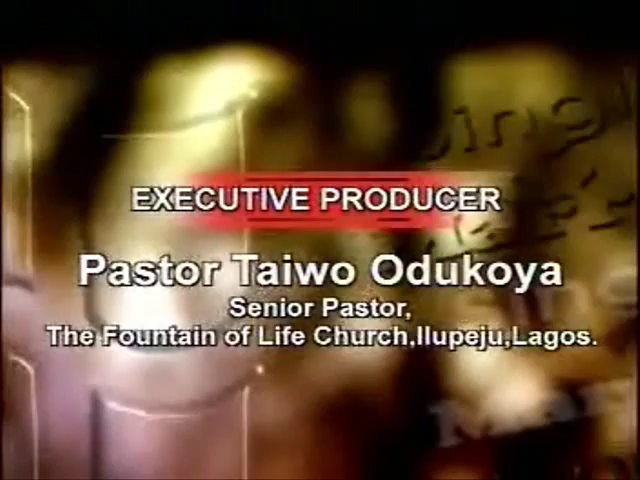 EXECUTIVE PRODUCER
Pastor Taiwo Odukoya
Senior Pastor,
The Fountain of Life Church,Ilupeju,Lagos.